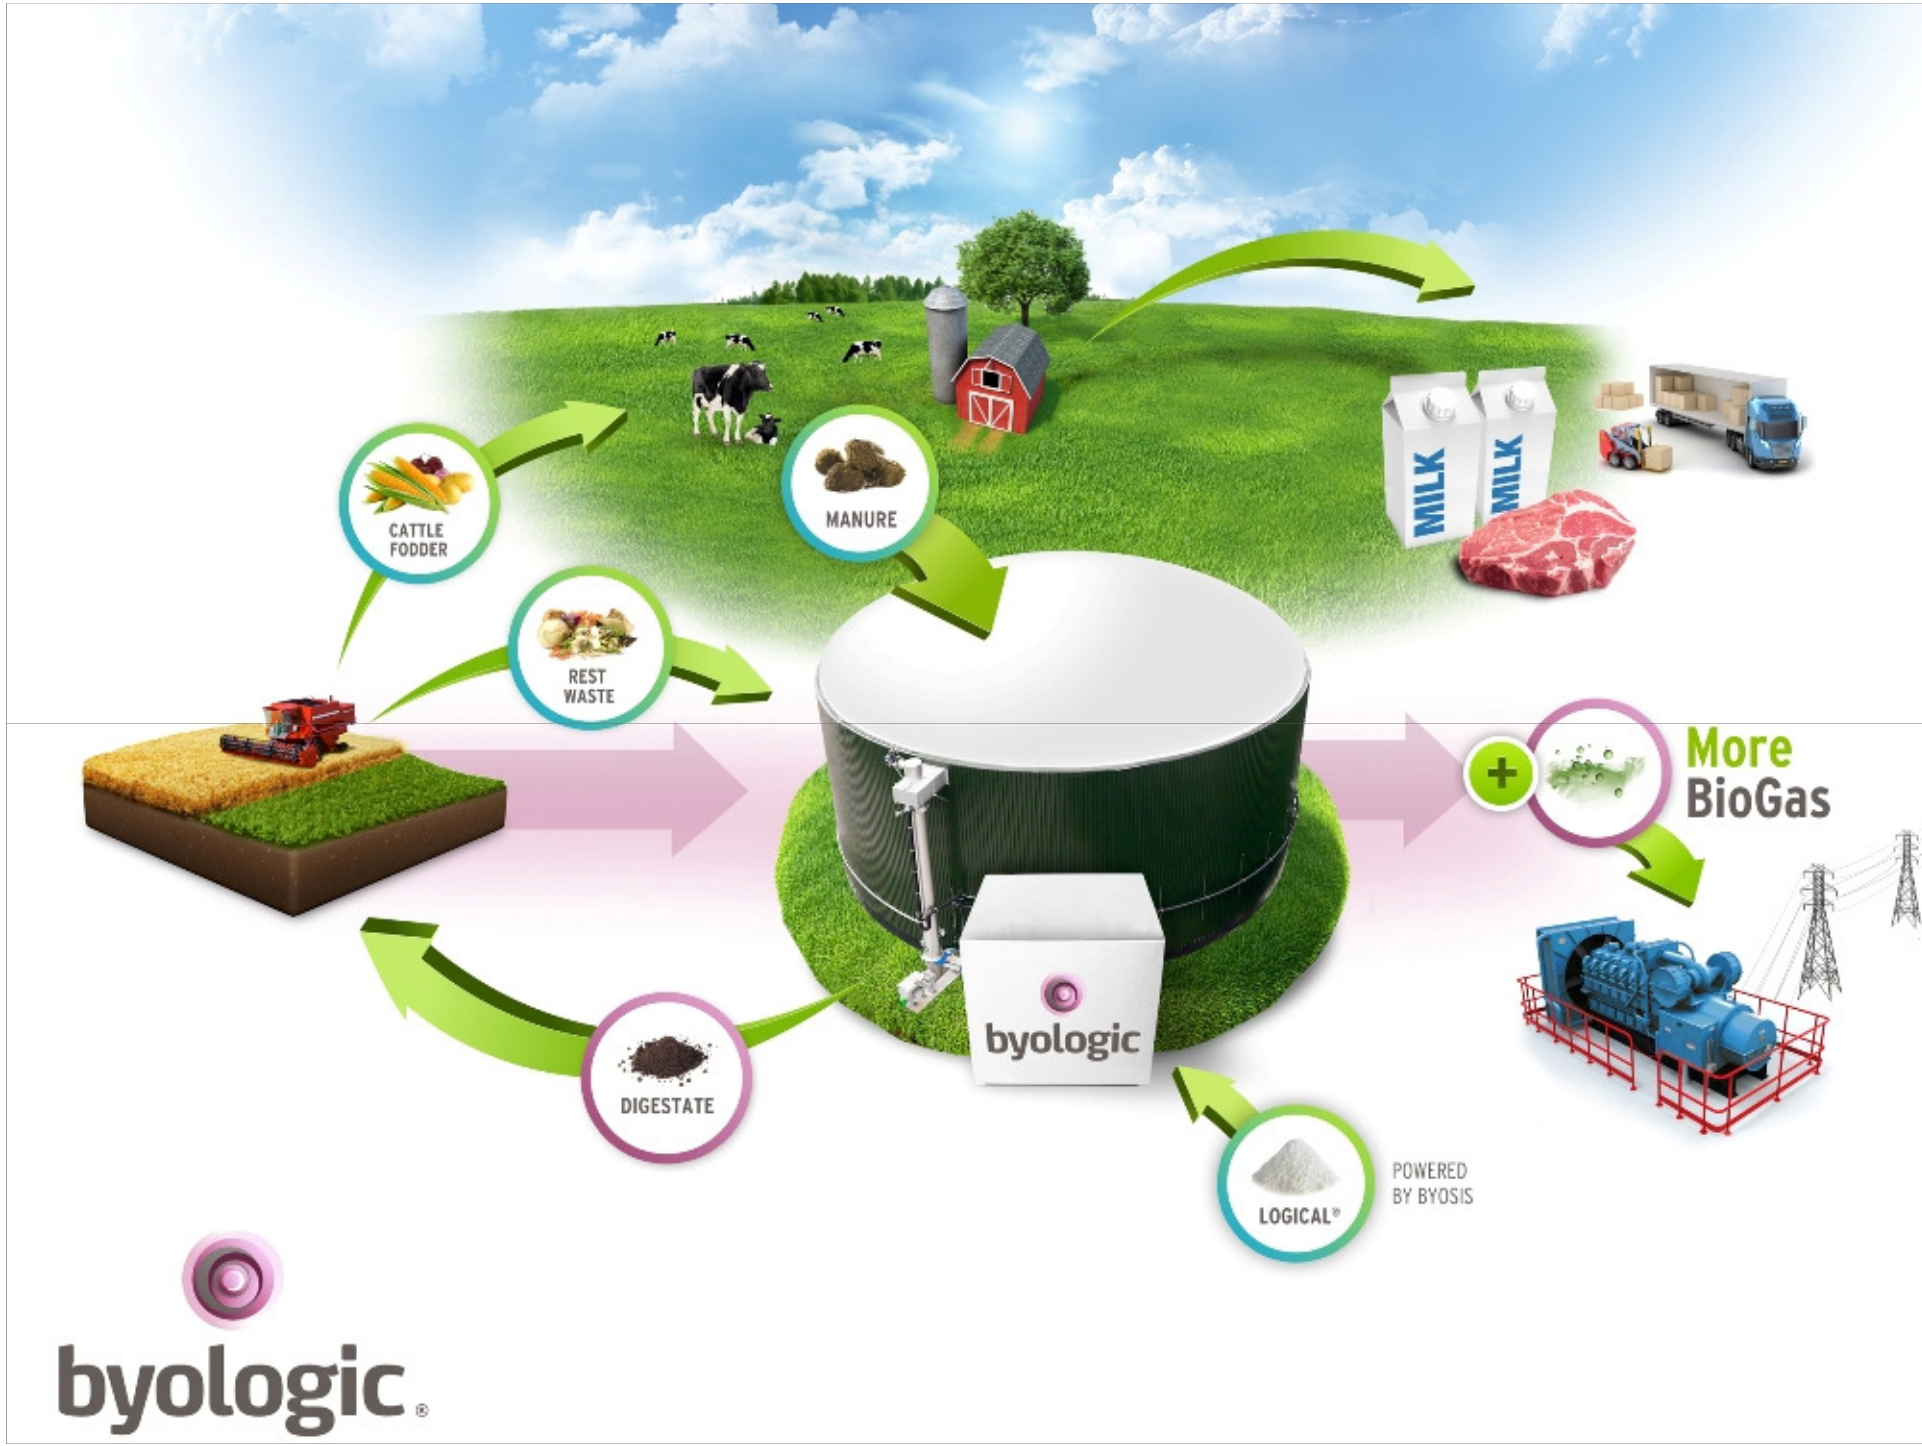 CATTLE
FODDER
MANURE
MILK
MILK
REST
WASTE
+
More
BioGas
byologic
DIGESTATE
LOGICAL®
POWERED
BY BYOSIS
byologic®